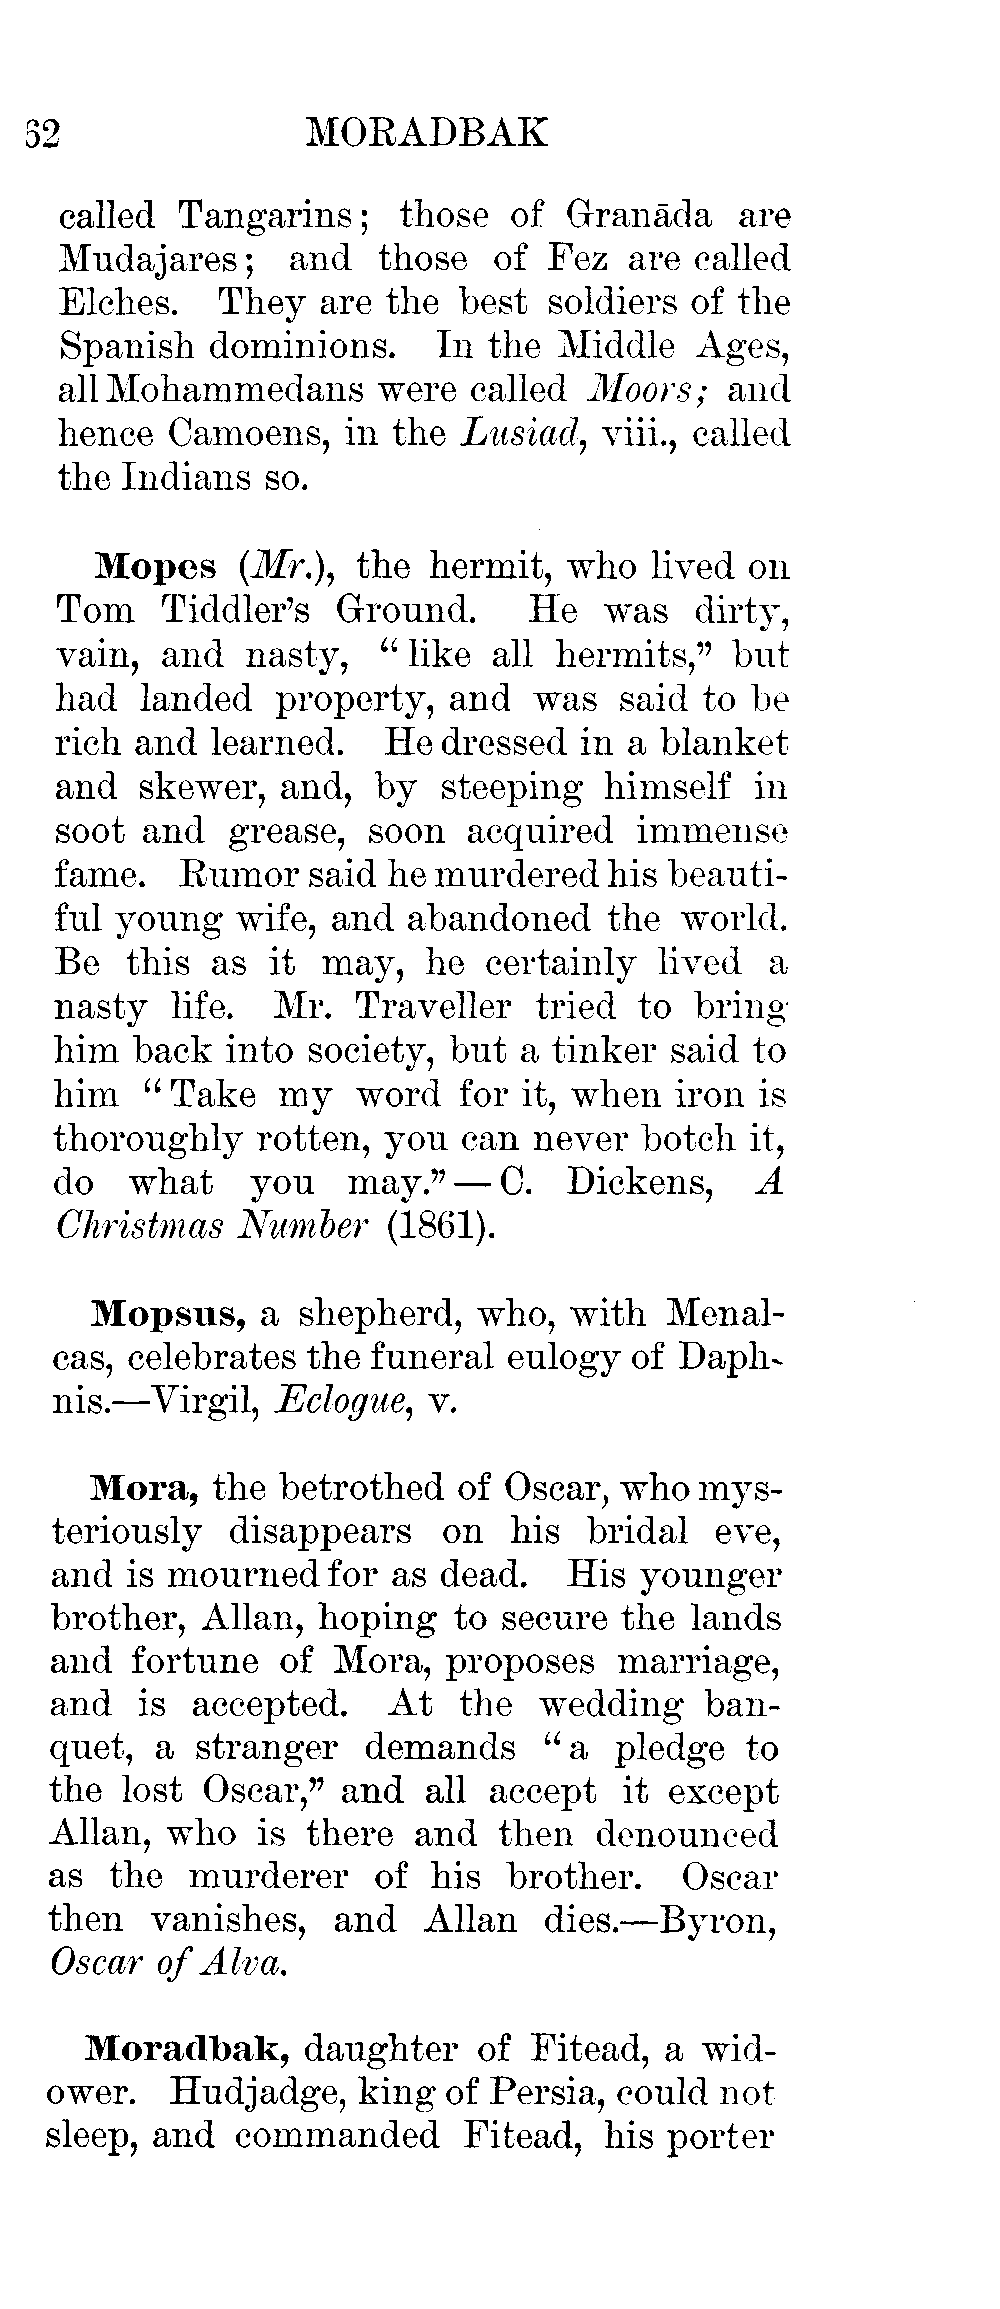 62 MORADBAK
called Tangarins; those of Granāda are
Mudajares; and those of Fez are called
Elches. They are the best soldiers of the
Spanish dominions. In the Middle Ages,
all Mohammedans were called Moors; and
hence Camoens, in the Lusiad, viii., called
the Indians so.
Mopes (Mr.), the hermit, who lived on
Tom Tiddler's Ground. He was dirty,
vain, and nasty, "like all hermits," but
had landed property, and was said to be
rich and learned. He dressed in a blanket
and skewer, and, by steeping himself in
soot and grease, soon acquired immense
fame. Rumor said he murdered his beauti-
ful young wife, and abandoned the world.
Be this as it may, he certainly lived a
nasty life. Mr. Traveller tried to bring
him back into society, but a tinker said to
him "Take my word for it, when iron is
thoroughly rotten, you can never botch it,
do what you may."—C. Dickens, A
Christmas Number (1861).
Mopsus, a shepherd, who, with Menal-
cas, celebrates the funeral eulogy of Daph-
nis.—Virgil, Eclogue, v.
Mora, the betrothed of Oscar, who mys-
teriously disappears on his bridal eve,
and is mourned for as dead. His younger
brother, Allan, hoping to secure the lands
and fortune of Mora, proposes marriage,
and is accepted. At the wedding ban-
quet, a stranger demands "a pledge to
the lost Oscar," and all accept it except
Allan, who is there and then denounced
as the murderer of his brother. Oscar
then vanishes, and Allan dies.—Byron,
Oscar of Alva.
Moradbak, daughter of Fitead, a wid-
ower. Hudjadge, king of Persia, could not
sleep, and commanded Fitead, his porter